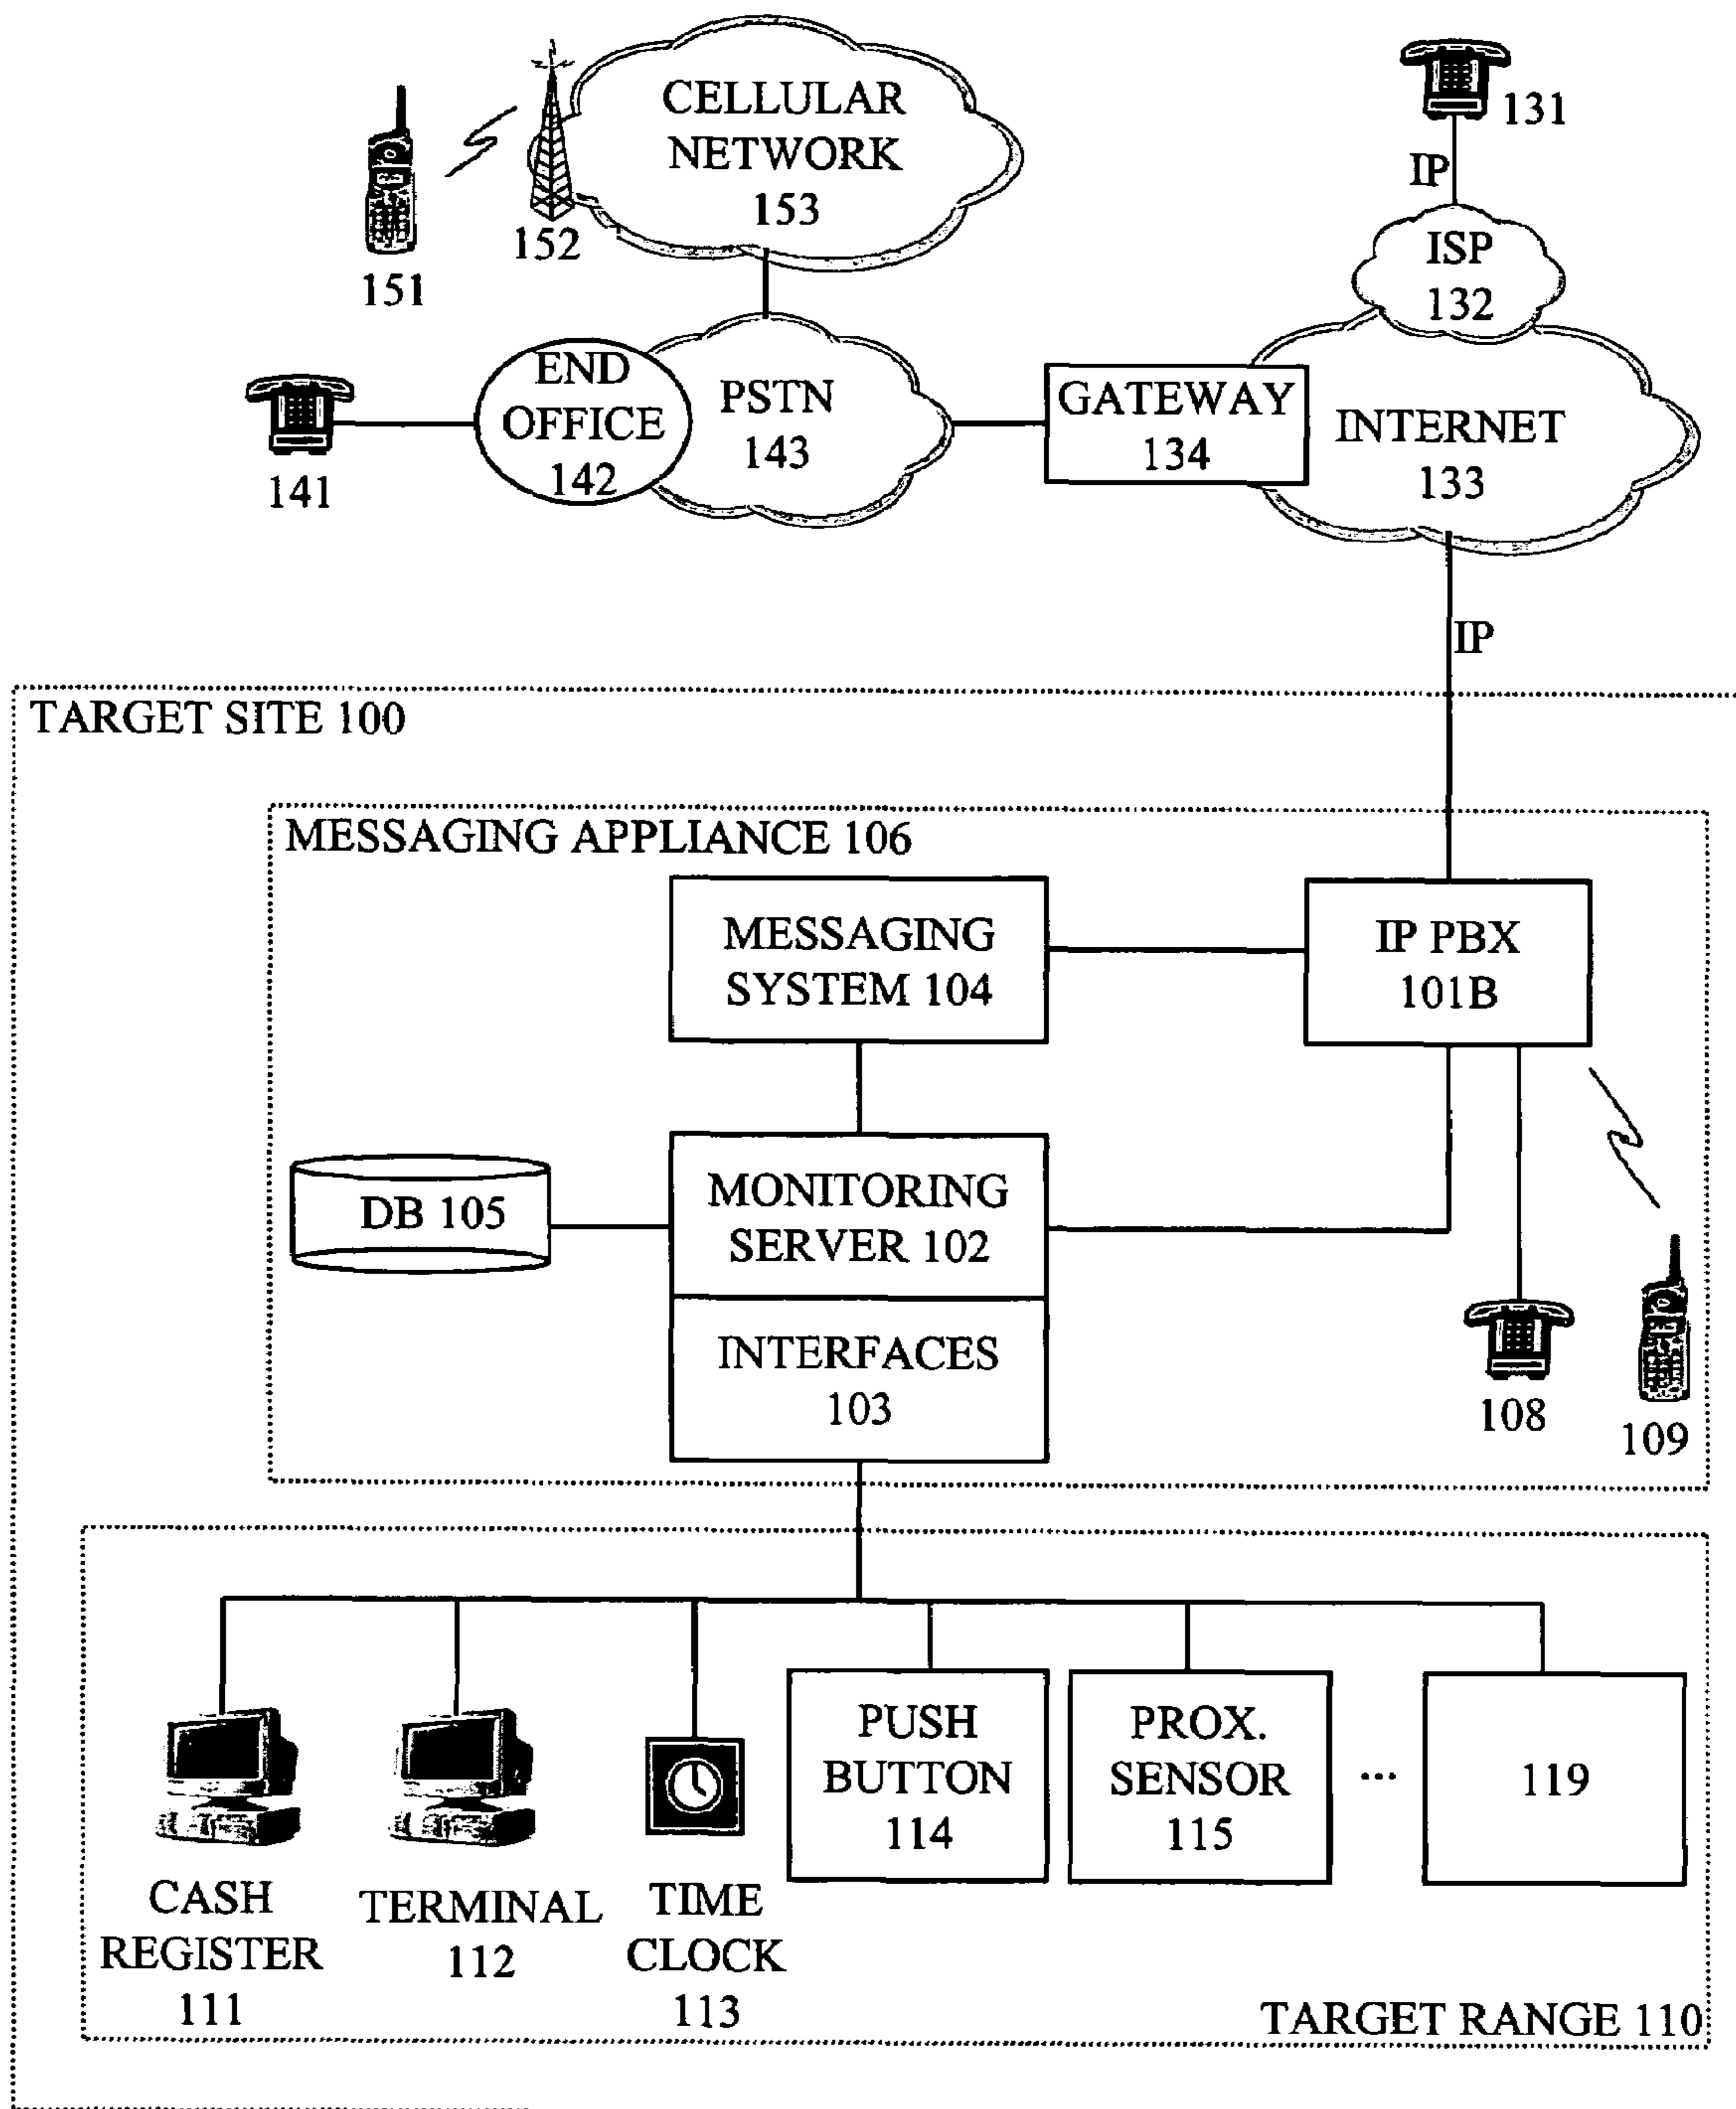 CELLULAR
NETWORK
153
152
151
131
IP
ISP
132
END
OFFICE
142
141
PSTN
143
GATEWAY
134
INTERNET
133
IP
TARGET SITE 100
MESSAGING APPLIANCE 106
MESSAGING
SYSTEM 104
IP PBX
101B
DB 105
MONITORING
SERVER 102
INTERFACES
103
108
109
PUSH
BUTTON
114
PROX.
SENSOR
115
...
119
CASH
REGISTER
111
TERMINAL
112
TIME
CLOCK
113
TARGET RANGE 110